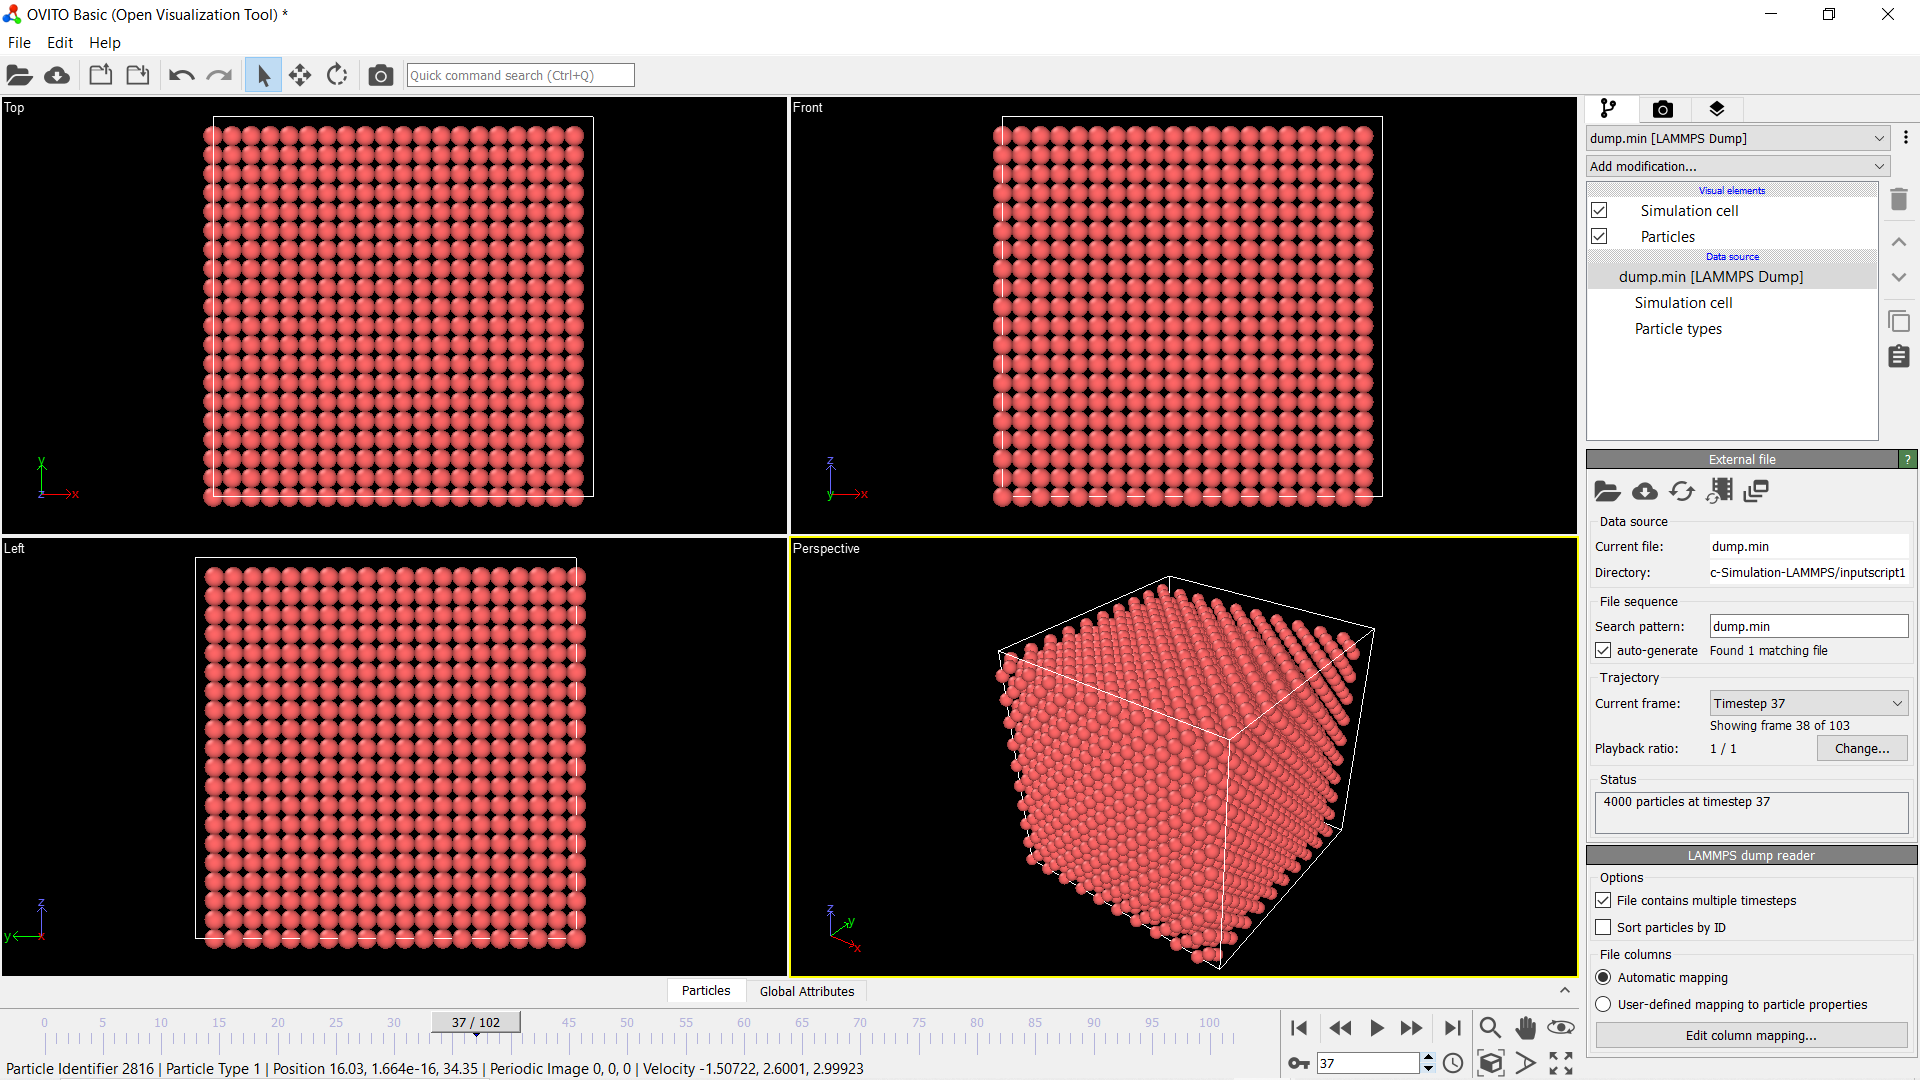 OVITO Basic (Open Visualization Tool) *
File Edit Help
Quick command search (Ctrl+Q)
Top
y
z
x
Front
z
y
x
Left
z
y
x
Perspective
z
y
x
dump.min [LAMMPS Dump]
Add modification...
Visual elements
Simulation cell
Particles
Data source
dump.min [LAMMPS Dump]
Simulation cell
Particle types
External file ?
Data source
Current file: dump.min
Directory: c-Simulation-LAMMPS/inputscript1
File sequence
Search pattern: dump.min
auto-generate Found 1 matching file
Trajectory
Current frame: Timestep 37
Showing frame 38 of 103
Playback ratio: 1 / 1 Change...
Status
4000 particles at timestep 37
LAMMPS dump reader
Options
File contains multiple timesteps
Sort particles by ID
File columns
Automatic mapping
User-defined mapping to particle properties
Edit column mapping...
Particles Global Attributes
0 5 10 15 20 25 30 37 / 102 45 50 55 60 65 70 75 80 85 90 95 100
37
Particle Identifier 2816 | Particle Type 1 | Position 16.03, 1.664e-16, 34.35 | Periodic Image 0, 0, 0 | Velocity -1.50722, 2.6001, 2.99923